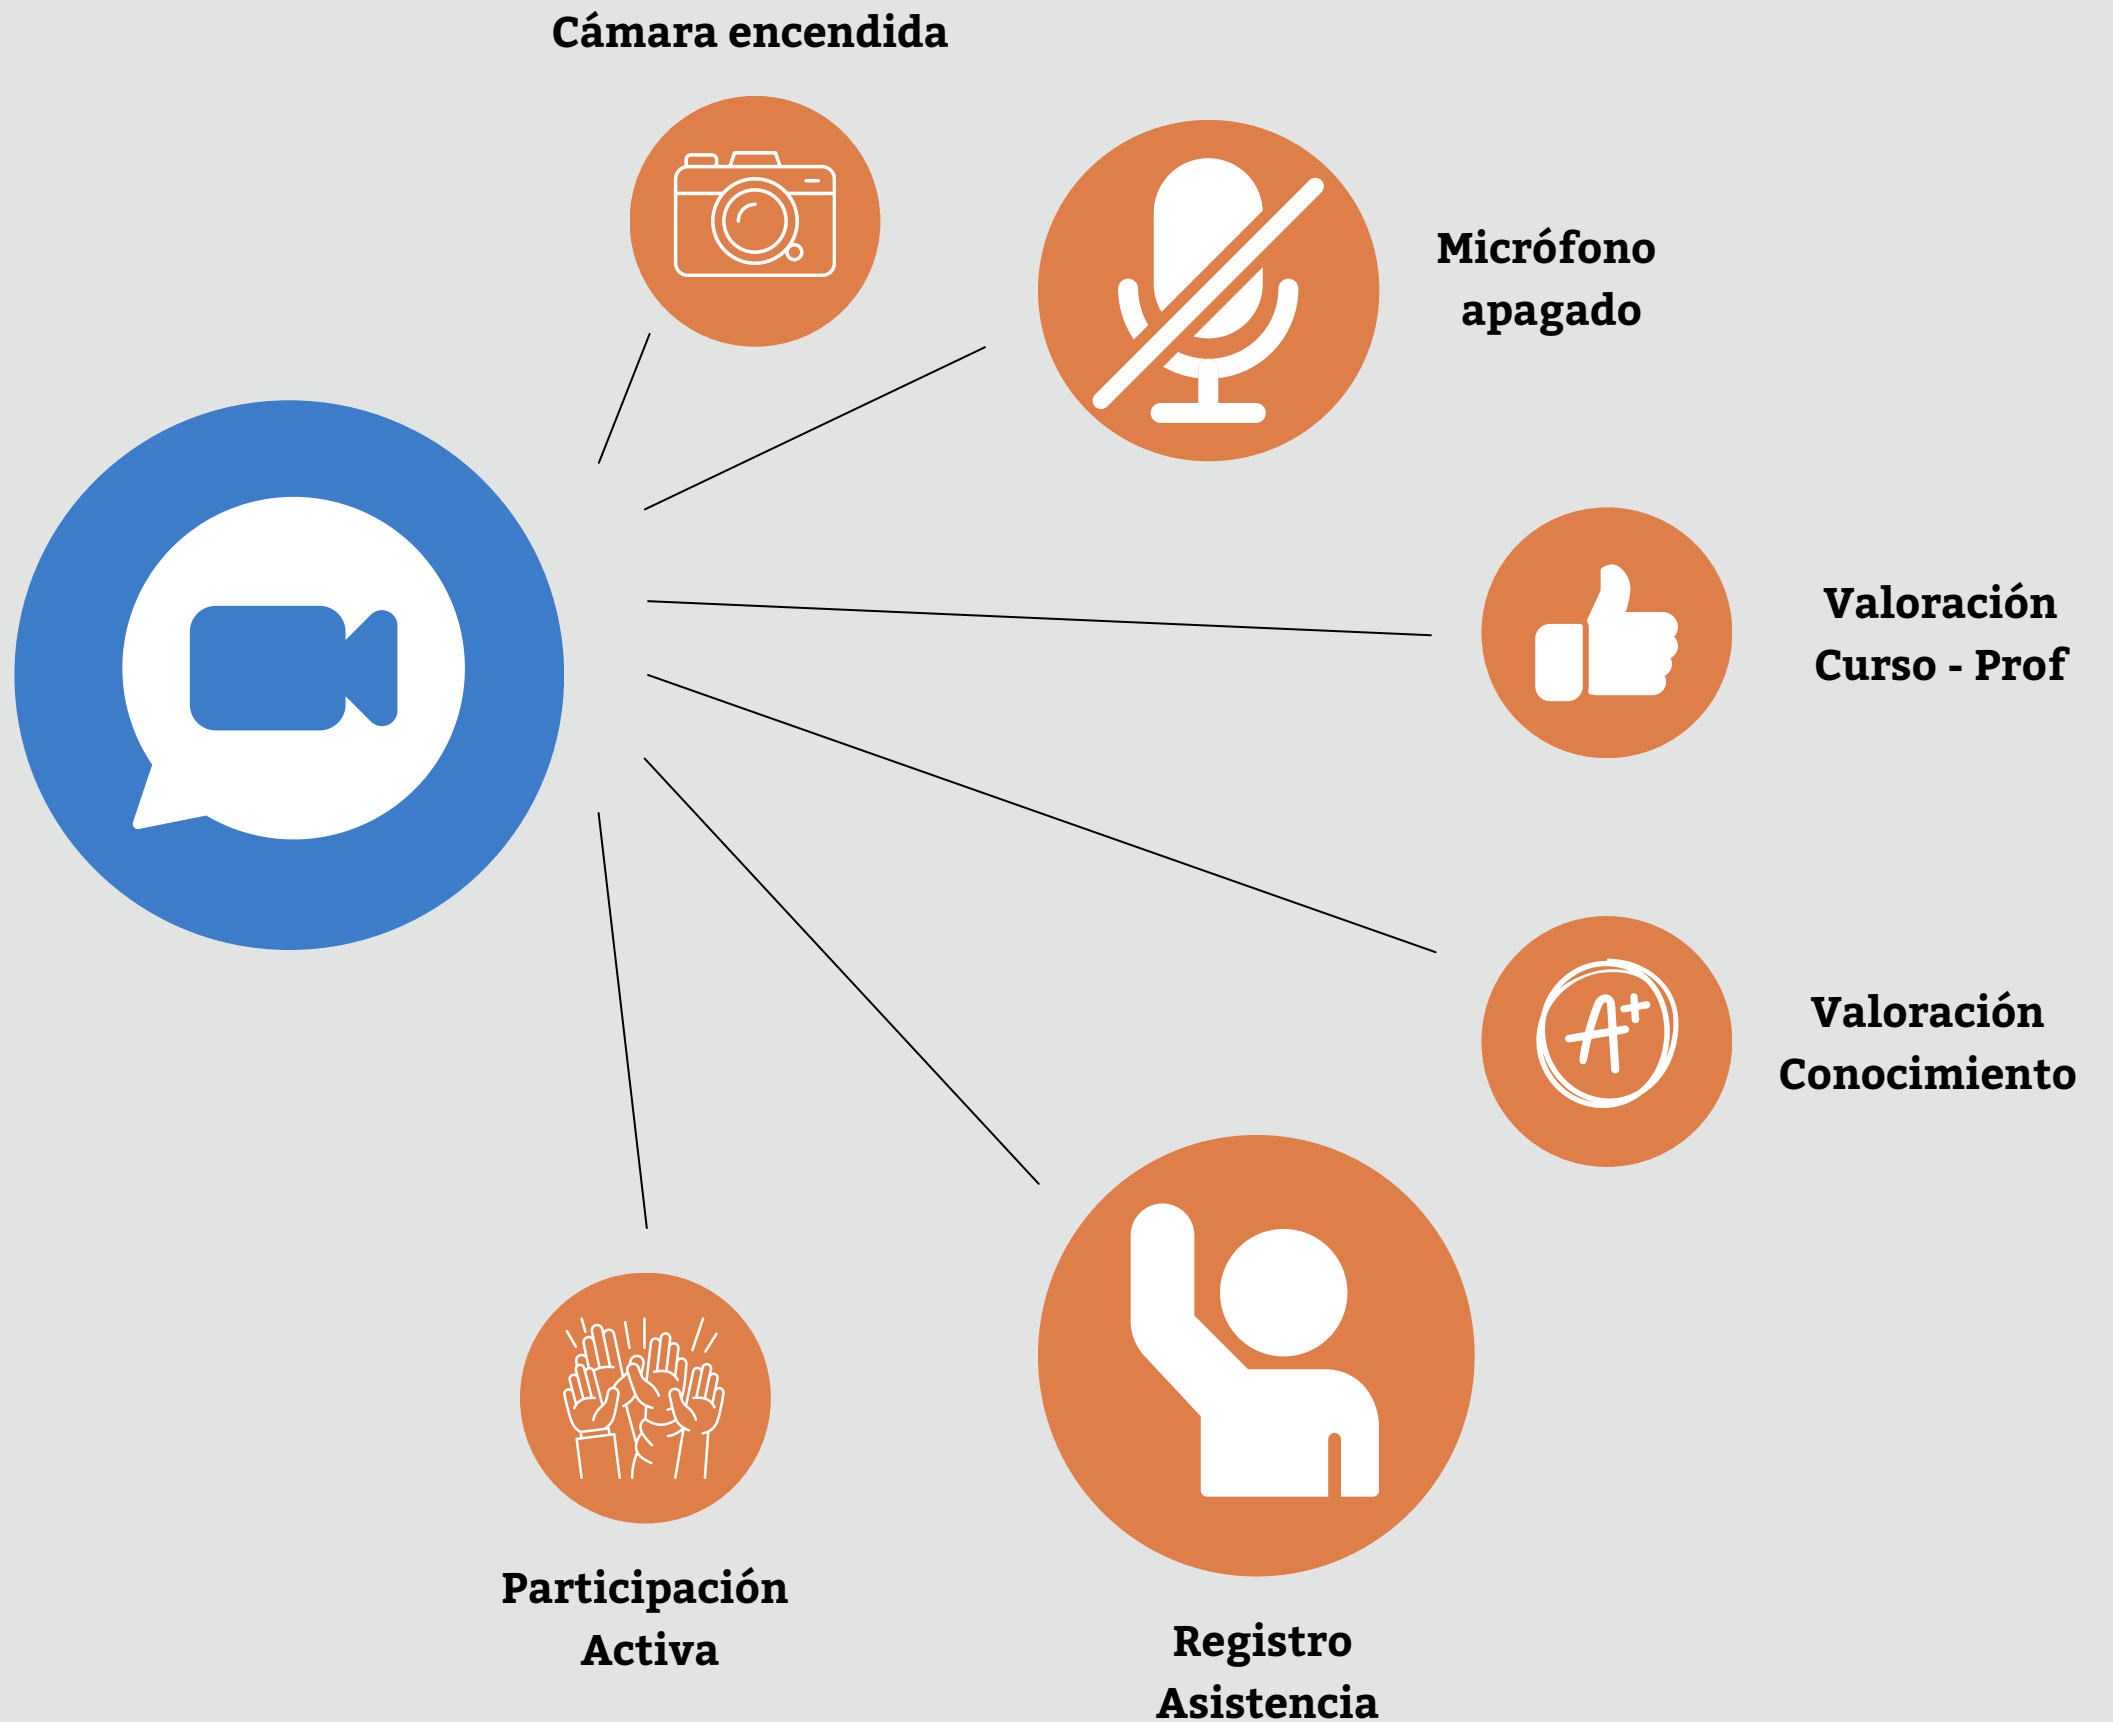 Cámara encendida
Micrófono
apagado
Valoración
Curso - Prof
A+
Valoración
Conocimiento
Participación
Activa
Registro
Asistencia